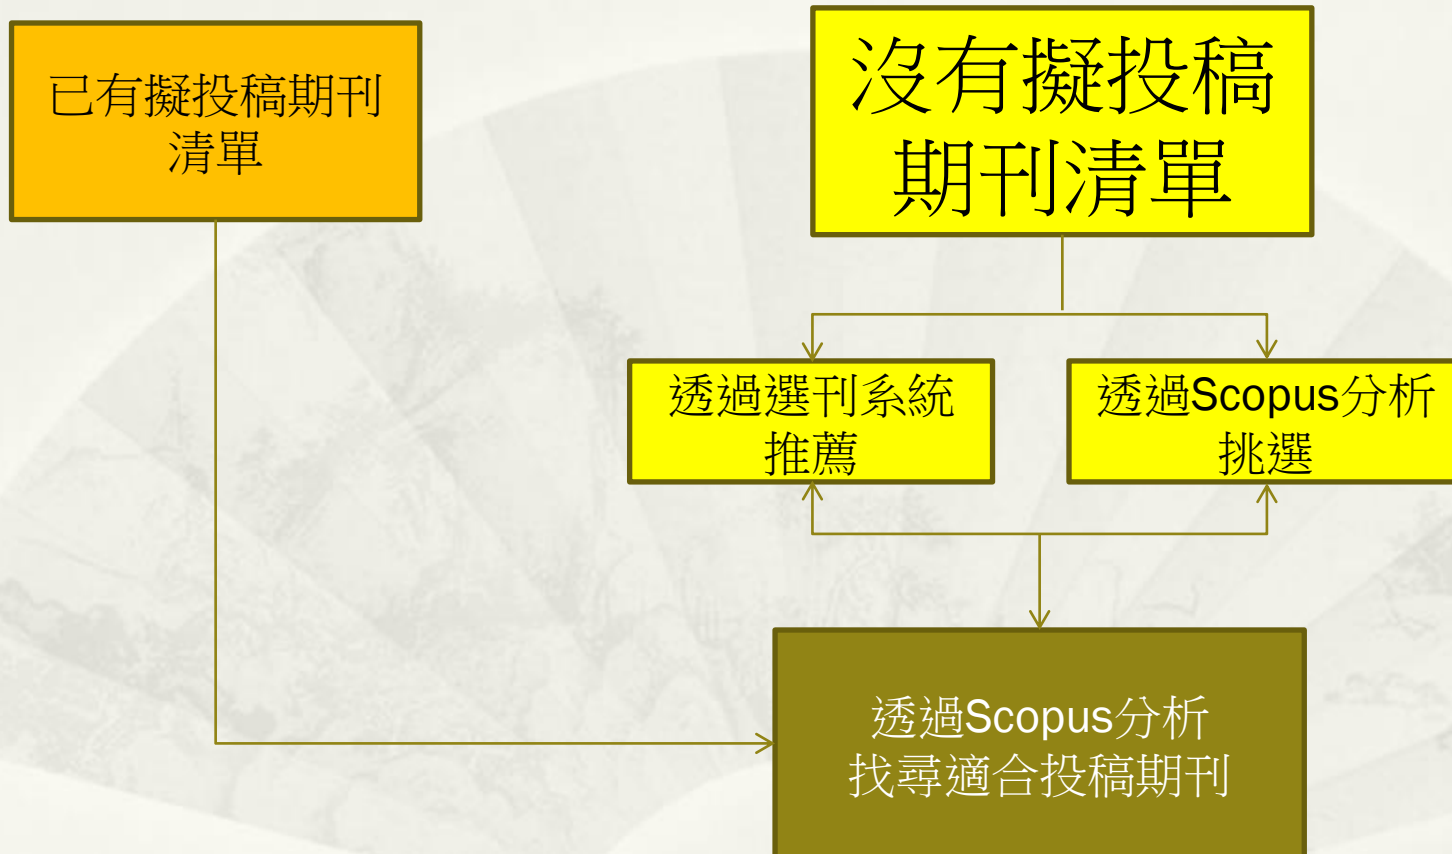 已有擬投稿期刊
清單
沒有擬投稿
期刊清單
透過選刊系統
推薦
透過Scopus分析
挑選
透過Scopus分析
找尋適合投稿期刊